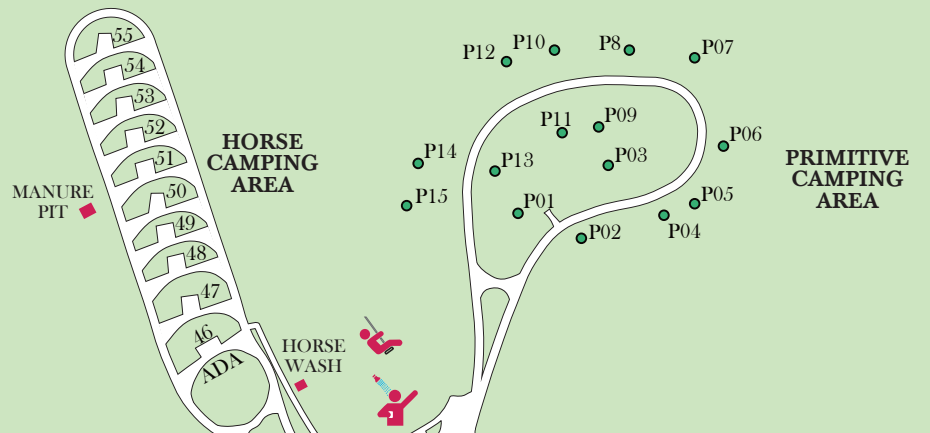 55
54
53
52
51
50
49
48
47
46
ADA
HORSE
CAMPING
AREA
MANURE
PIT
HORSE
WASH
P12
P10
P8
P07
P11
P09
P06
P14
P13
P03
P15
P01
P05
P02
P04
PRIMITIVE
CAMPING
AREA